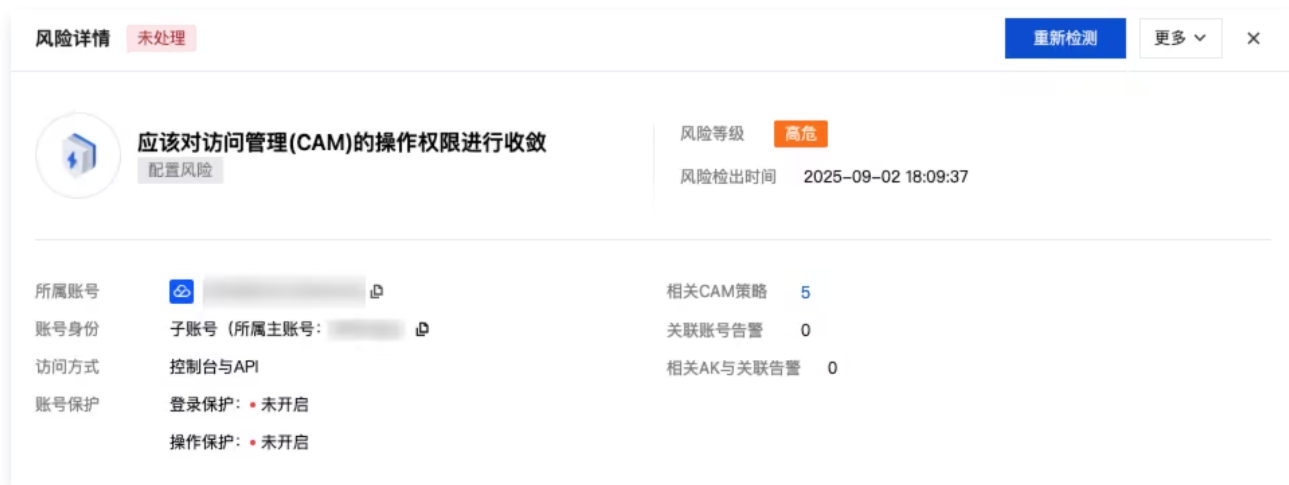 风险详情 未处理 重新检测 更多
应该对访问管理(CAM)的操作权限进行收敛
配置风险
风险等级 高危
风险检出时间 2025-09-02 18:09:37
所属账号
账号身份 子账号（所属主账号：
访问方式 控制台与API
账号保护 登录保护： 未开启
操作保护： 未开启
相关CAM策略 5
关联账号告警 0
相关AK与关联告警 0